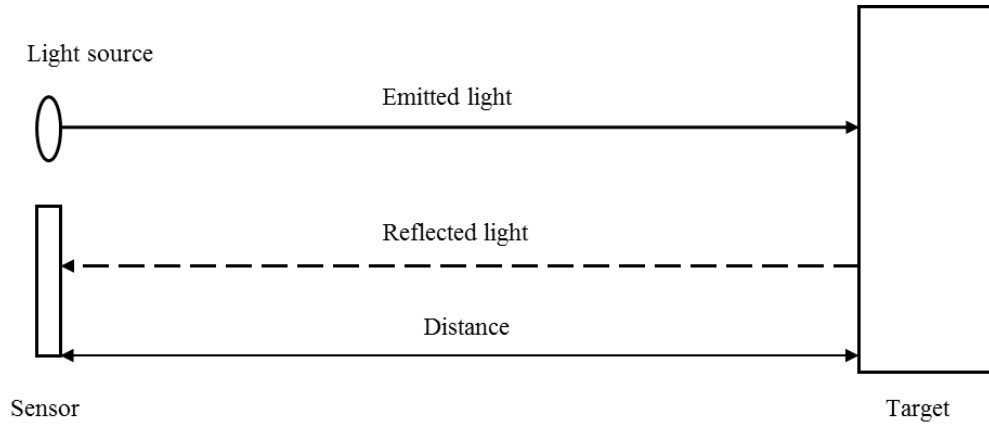 Light source
Emitted light
Reflected light
Distance
Sensor
Target